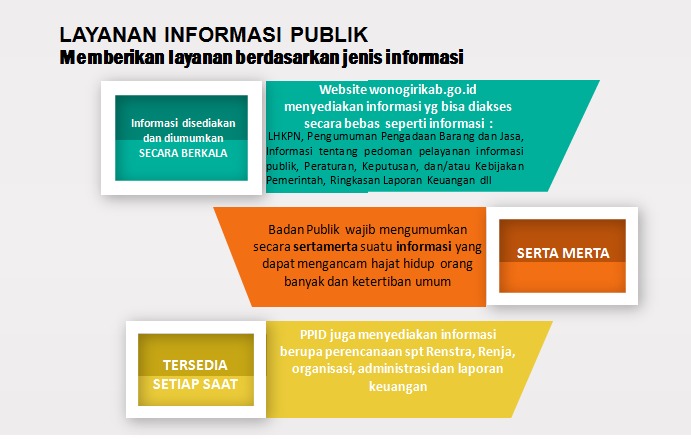 LAYANAN INFORMASI PUBLIK
Memberikan layanan berdasarkan jenis informasi
Informasi disediakan
dan diumumkan
SECARA BERKALA
Website wonogirikab.go.id
menyediakan informasi yg bisa diakses
secara bebas seperti informasi :
LHKPN, Pengumuman Pengadaan Barang dan Jasa,
Informasi tentang pedoman pelayanan informasi
publik, Peraturan, Keputusan, dan/atau Kebijakan
Pemerintah, Ringkasan Laporan Keuangan dll
Badan Publik wajib mengumumkan
secara sertamerta suatu informasi yang
dapat mengancam hajat hidup orang
banyak dan ketertiban umum
SERTA MERTA
TERSEDIA
SETIAP SAAT
PPID juga menyediakan informasi
berupa perencanaan spt Renstra, Renja,
organisasi, administrasi dan laporan
keuangan